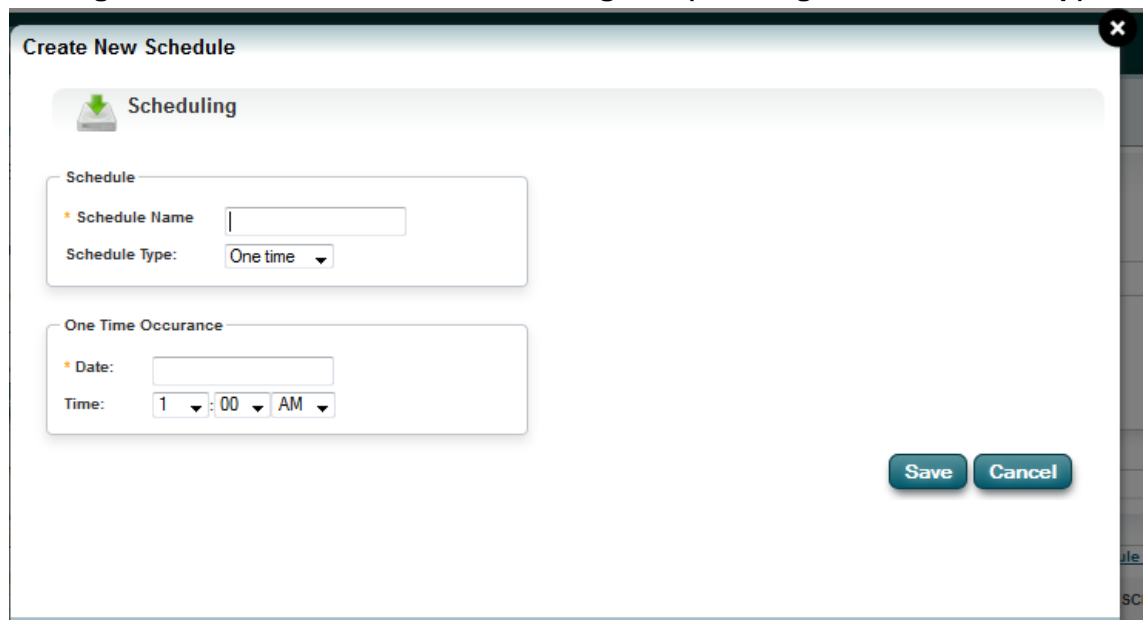 Create New Schedule
Scheduling
Schedule
* Schedule Name
Schedule Type: One time
One Time Occurance
* Date:
Time: 1 : 00 AM
Save Cancel